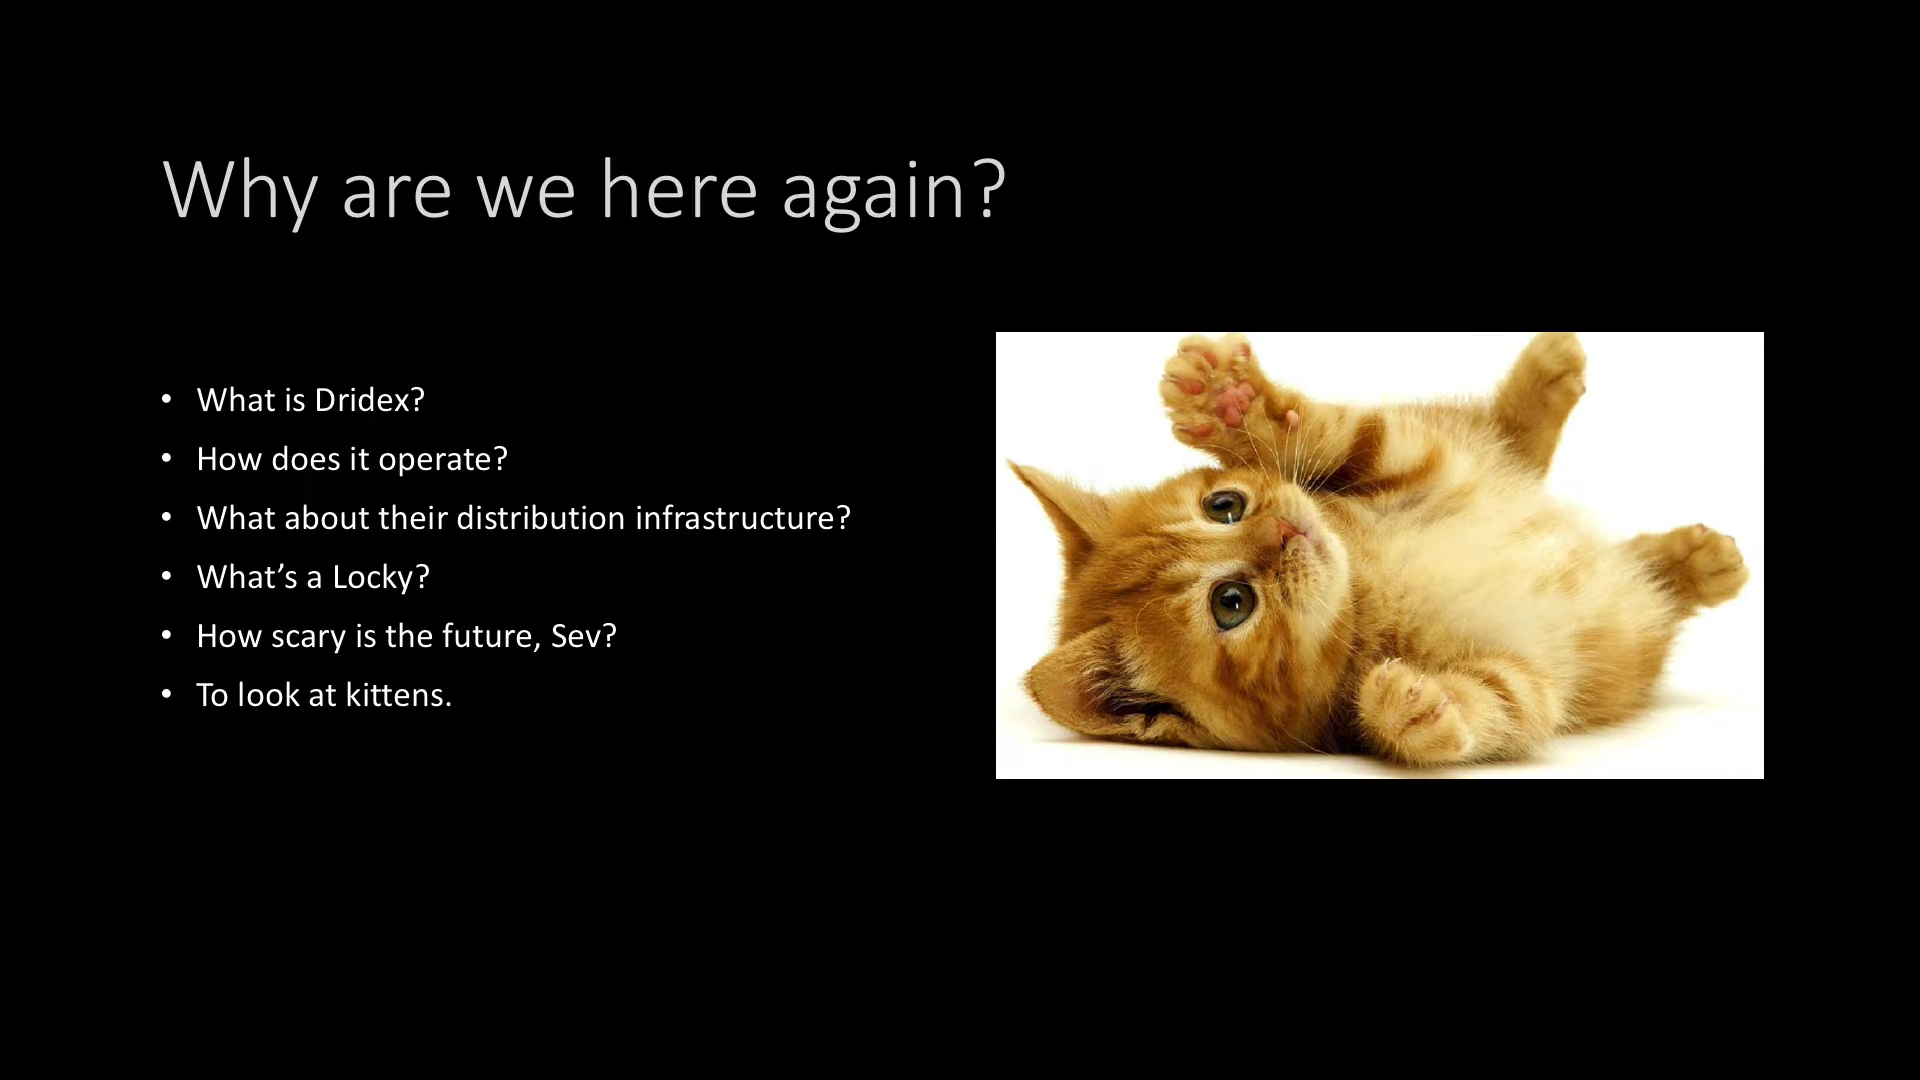 Why are we here again?
• What is Dridex?
• How does it operate?
• What about their distribution infrastructure?
• What’s a Locky?
• How scary is the future, Sev?
• To look at kittens.